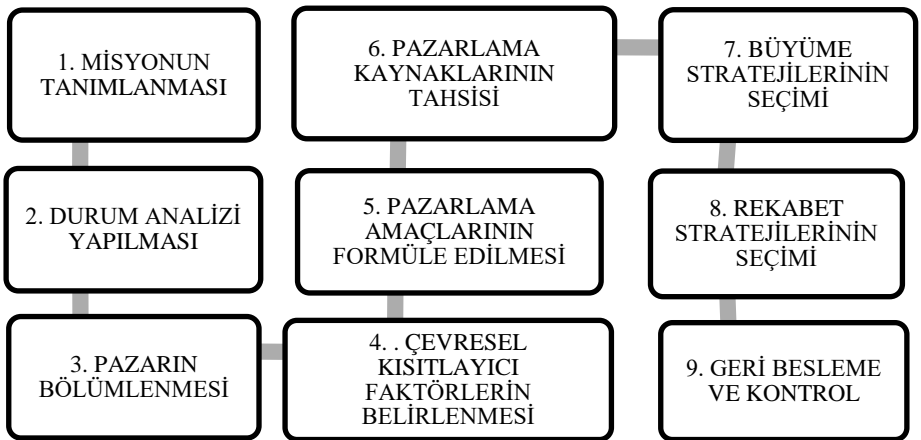 1. MİSYONUN
TANIMLANMASI
2. DURUM ANALİZİ
YAPILMASI
3. PAZARIN
BÖLÜMLENMESİ
4. . ÇEVRESEL
KISITLAYICI
FAKTÖRLERİN
BELİRLENMESİ
5. PAZARLAMA
AMAÇLARININ
FORMÜLE EDİLMESİ
6. PAZARLAMA
KAYNAKLARININ
TAHSİSİ
7. BÜYÜME
STRATEJİLERİNİN
SEÇİMİ
8. REKABET
STRATEJİLERİNİN
SEÇİMİ
9. GERİ BESLEME
VE KONTROL